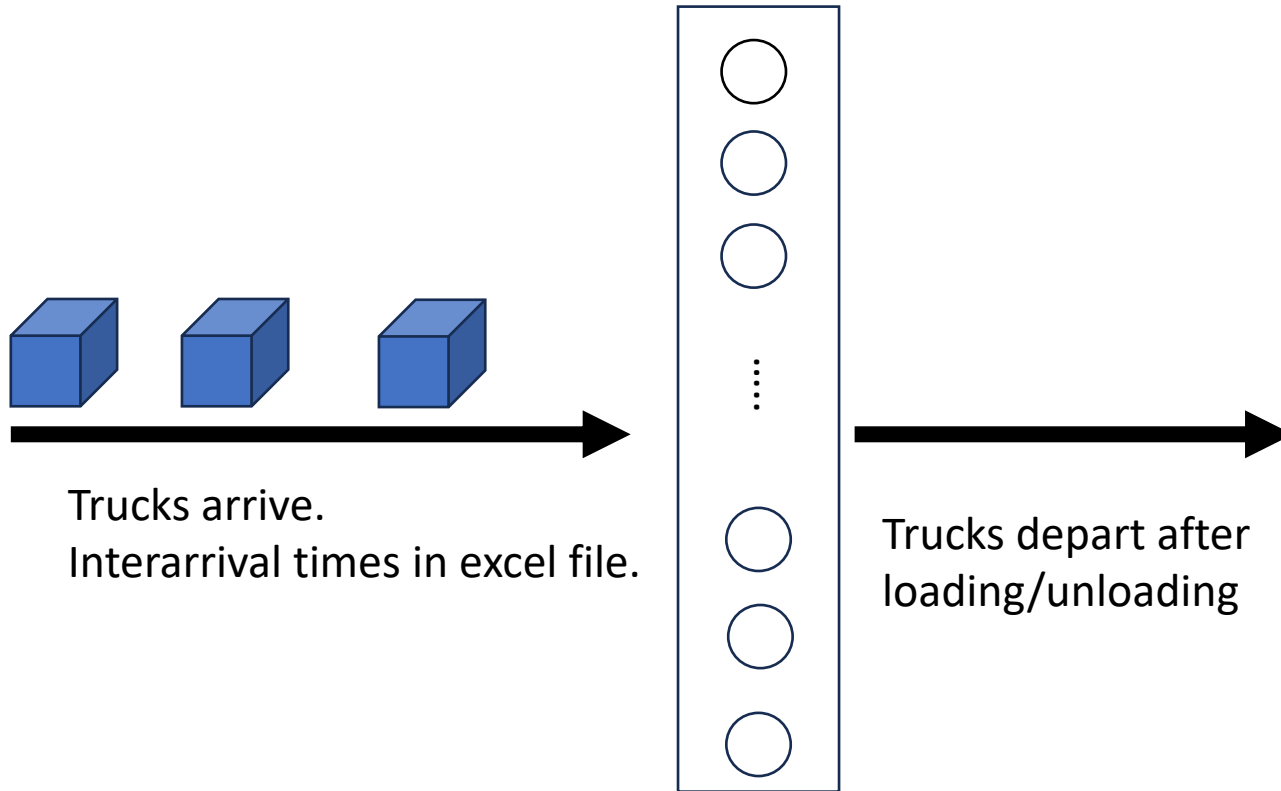 Trucks arrive.
Interarrival times in excel file.
......
Trucks depart after
loading/unloading